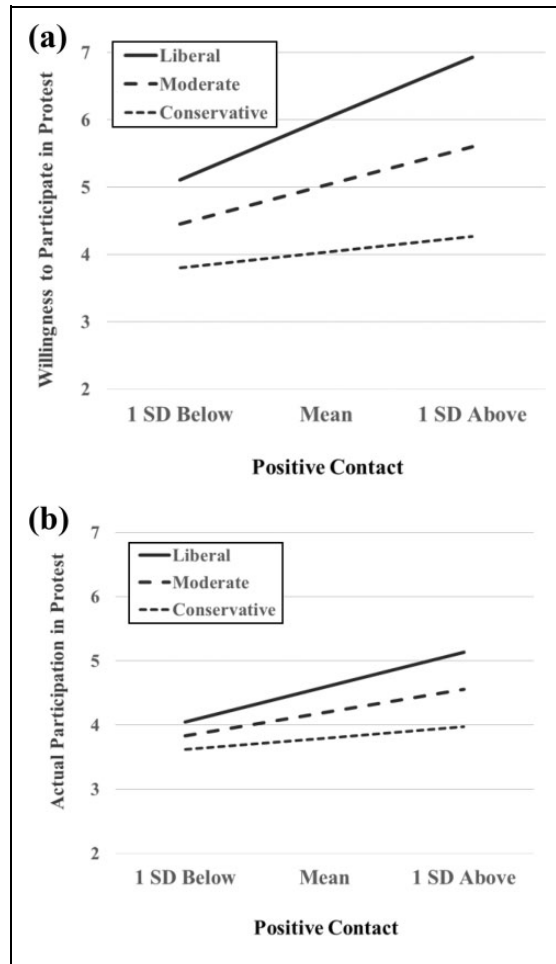 (a)
7
6
5
4
3
2
Liberal
Moderate
Conservative
Willingness to Participate in Protest
1 SD Below Mean 1 SD Above
Positive Contact
(b)
7
6
5
4
3
2
Liberal
Moderate
Conservative
Actual Participation in Protest
1 SD Below Mean 1 SD Above
Positive Contact